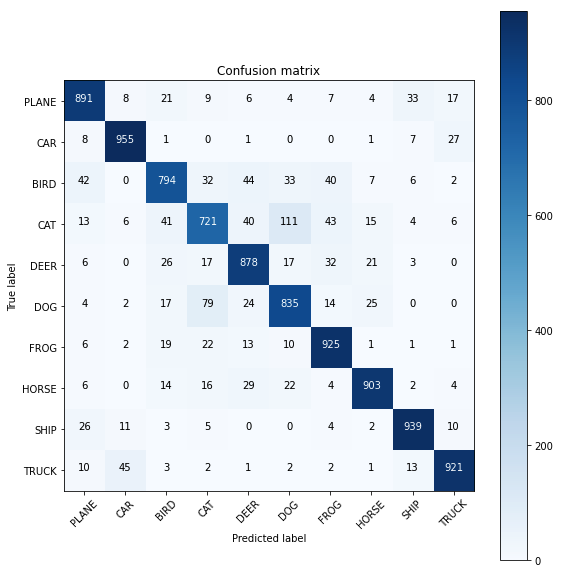 Confusion matrix
PLANE 891 8 21 9 6 4 7 4 33 17
CAR 8 955 1 0 1 0 0 1 7 27
BIRD 42 0 794 32 44 33 40 7 6 2
CAT 13 6 41 721 40 111 43 15 4 6
DEER 6 0 26 17 878 17 32 21 3 0
DOG 4 2 17 79 24 835 14 25 0 0
FROG 6 2 19 22 13 10 925 1 1 1
HORSE 6 0 14 16 29 22 4 903 2 4
SHIP 26 11 3 5 0 0 4 2 939 10
TRUCK 10 45 3 2 1 2 2 1 13 921
True label
PLANE CAR BIRD CAT DEER DOG FROG HORSE SHIP TRUCK
Predicted label
800
600
400
200
0